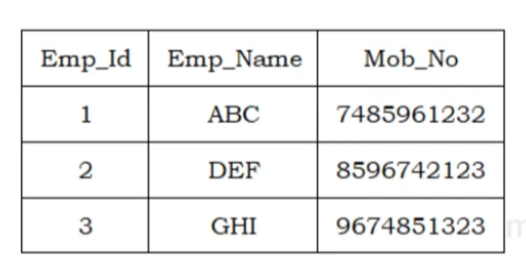 Emp_Id Emp_Name Mob_No
1 ABC 7485961232
2 DEF 8596742123
3 GHI 9674851323